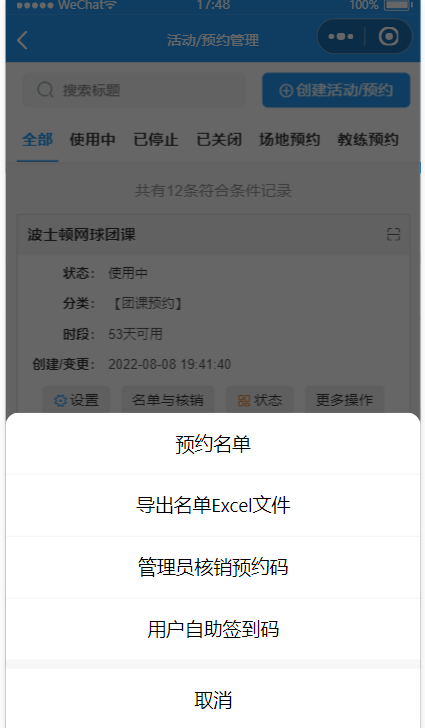 WeChat 17:48 100%
活动/预约管理
搜索标题 创建活动/预约
全部 使用中 已停止 已关闭 场地预约 教练预约
共有12条符合条件记录
波士顿网球团课
状态： 使用中
分类： 【团课预约】
时段： 53天可用
创建/变更： 2022-08-08 19:41:40
设置 名单与核销 状态 更多操作
预约名单
导出名单Excel文件
管理员核销预约码
用户自助签到码
取消